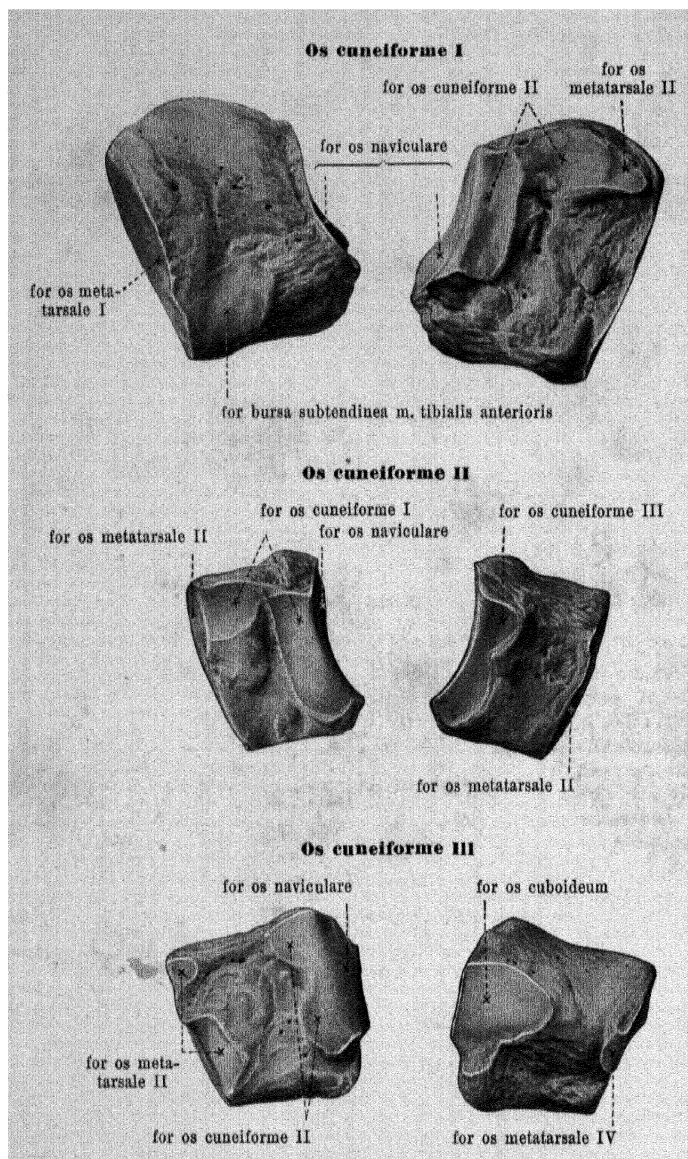 Os cuneiforme I
for os cuneiforme II
for os
metatarsale II
for os naviculare
for os meta-
tarsale I
for bursa subtendinea m. tibialis anterioris
Os cuneiforme II
for os metatarsale II
for os cuneiforme I
for os naviculare
for os cuneiforme III
for os metatarsale II
Os cuneiforme III
for os naviculare
for os cuboideum
for os meta-
tarsale II
for os cuneiforme II
for os metatarsale IV